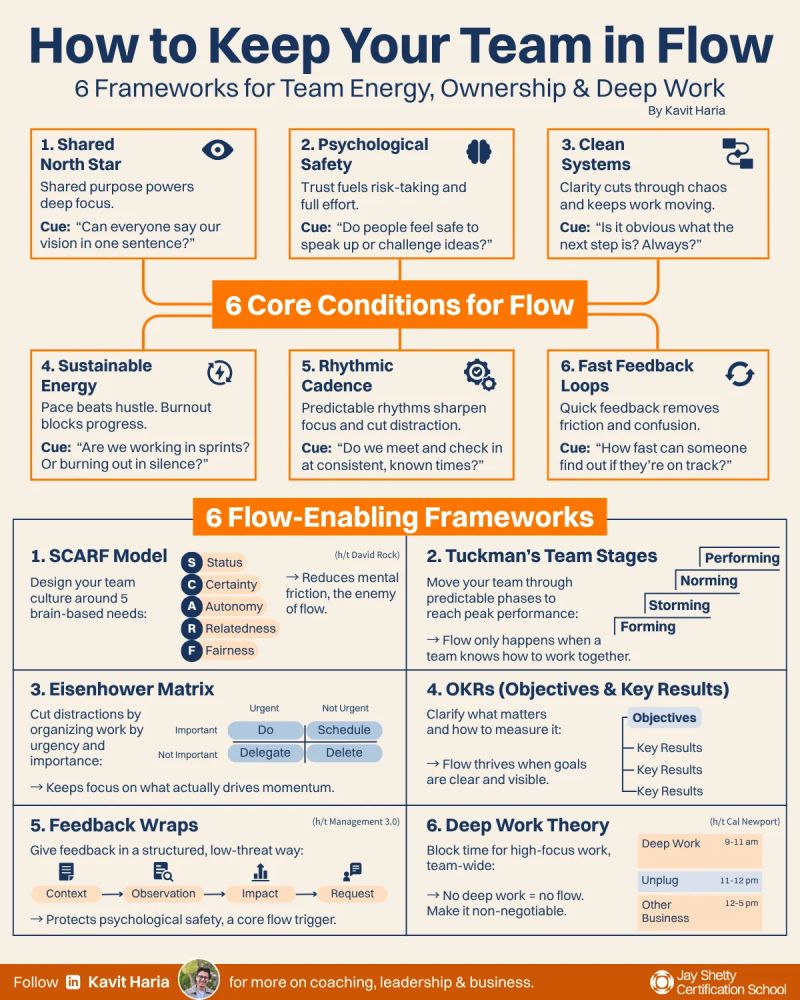 How to Keep Your Team in Flow
6 Frameworks for Team Energy, Ownership & Deep Work
By Kavit Haria
1. Shared
North Star
Shared purpose powers
deep focus.
Cue: “Can everyone say our
vision in one sentence?”
2. Psychological
Safety
Trust fuels risk-taking and
full effort.
Cue: “Do people feel safe to
speak up or challenge ideas?”
3. Clean
Systems
Clarity cuts through chaos
and keeps work moving.
Cue: “Is it obvious what the
next step is? Always?”
6 Core Conditions for Flow
4. Sustainable
Energy
Pace beats hustle. Burnout
blocks progress.
Cue: “Are we working in sprints?
Or burning out in silence?”
5. Rhythmic
Cadence
Predictable rhythms sharpen
focus and cut distraction.
Cue: “Do we meet and check in
at consistent, known times?”
6. Fast Feedback
Loops
Quick feedback removes
friction and confusion.
Cue: “How fast can someone
find out if they’re on track?”
6 Flow-Enabling Frameworks
1. SCARF Model
(h/t David Rock)
Design your team
culture around 5
brain-based needs:
S Status
C Certainty
A Autonomy
R Relatedness
F Fairness
→ Reduces mental
friction, the enemy
of flow.
2. Tuckman’s Team Stages
Move your team through
predictable phases to
reach peak performance:
→ Flow only happens when a
team knows how to work together.
Performing
Norming
Storming
Forming
3. Eisenhower Matrix
Cut distractions by
organizing work by
urgency and
importance:
Urgent Not Urgent
Important Do Schedule
Not Important Delegate Delete
→ Keeps focus on what actually drives momentum.
4. OKRs (Objectives & Key Results)
Clarify what matters
and how to measure it:
→ Flow thrives when goals
are clear and visible.
Objectives
Key Results
Key Results
Key Results
5. Feedback Wraps
(h/t Management 3.0)
Give feedback in a structured, low-threat way:
Context → Observation → Impact → Request
→ Protects psychological safety, a core flow trigger.
6. Deep Work Theory
(h/t Cal Newport)
Block time for high-focus work,
team-wide:
→ No deep work = no flow.
Make it non-negotiable.
Deep Work 9-11 am
Unplug 11-12 pm
Other
Business 12-5 pm
Follow in Kavit Haria for more on coaching, leadership & business.
Jay Shetty
Certification School